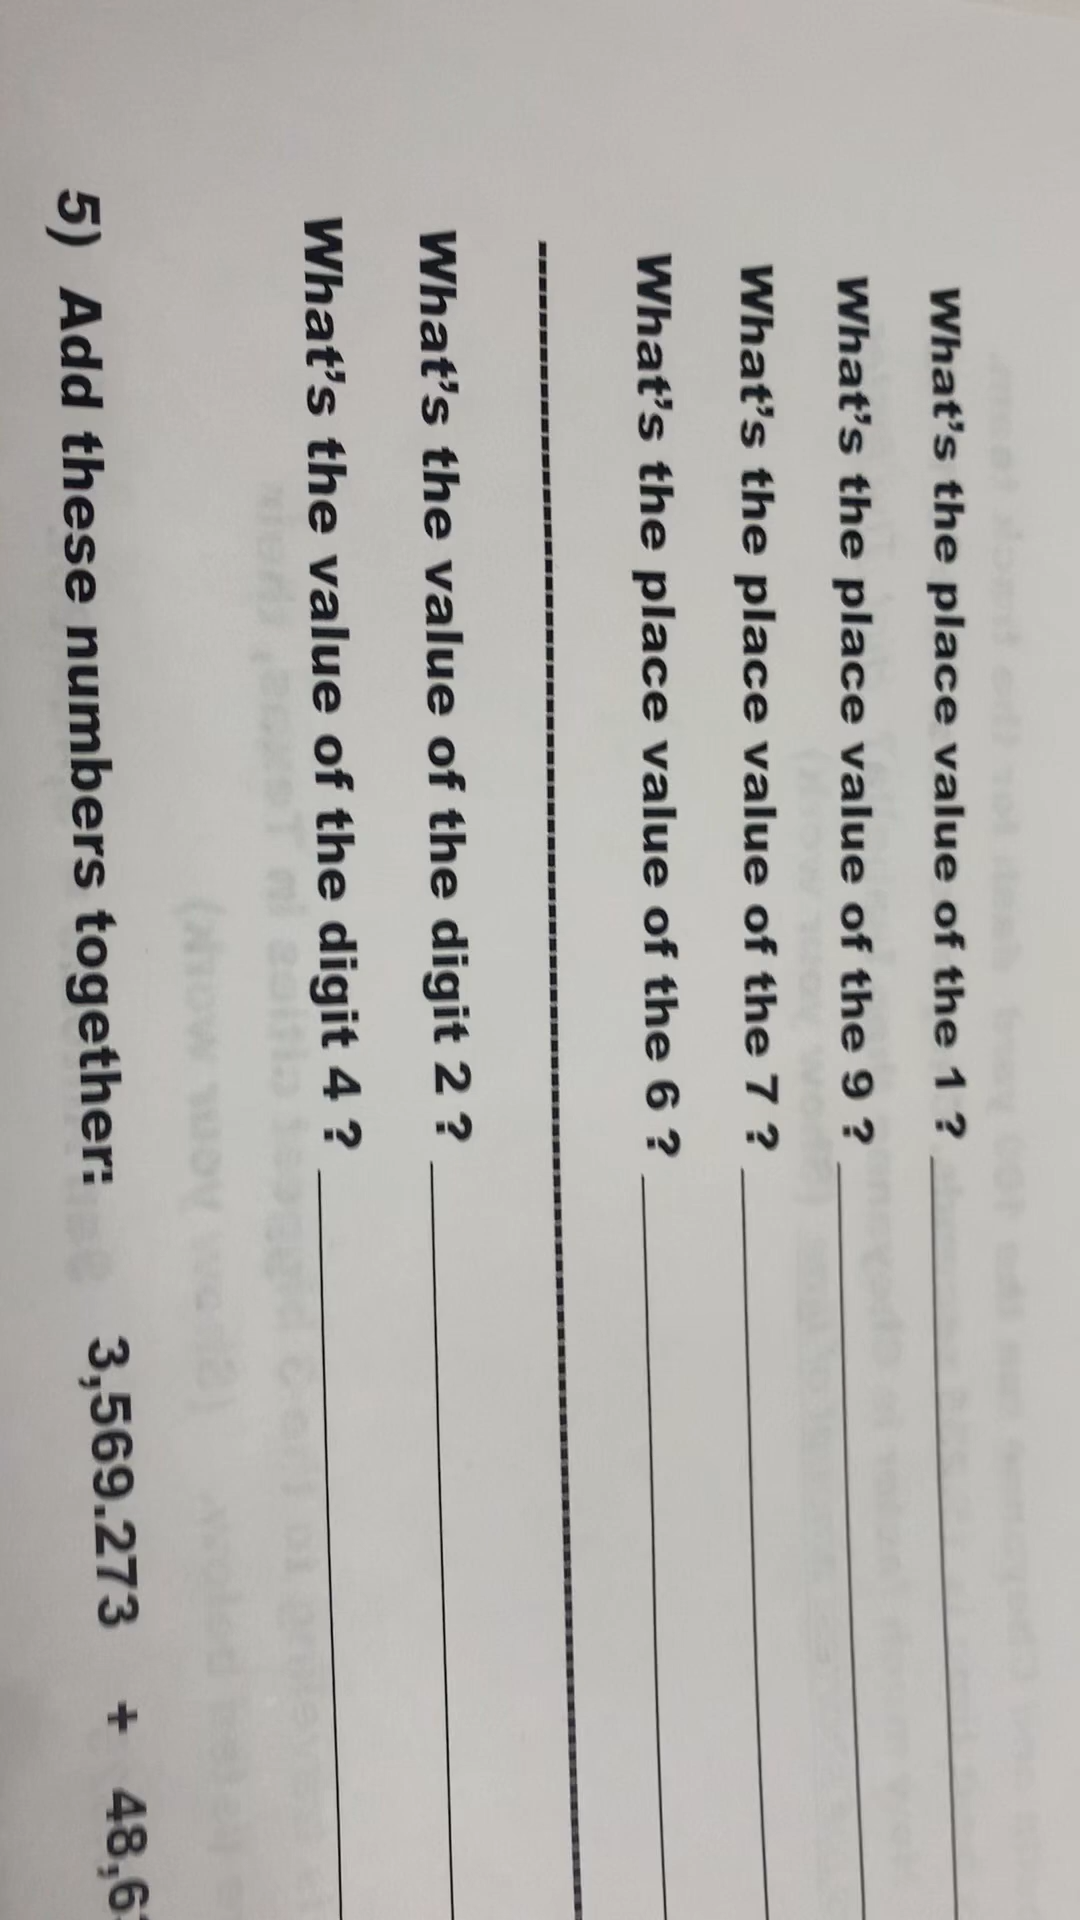 What's the place value of the 1 ?
What's the place value of the 9 ?
What's the place value of the 7 ?
What's the place value of the 6 ?
What's the value of the digit 2 ?
What's the value of the digit 4 ?
5) Add these numbers together: 3,569.273 + 48,6